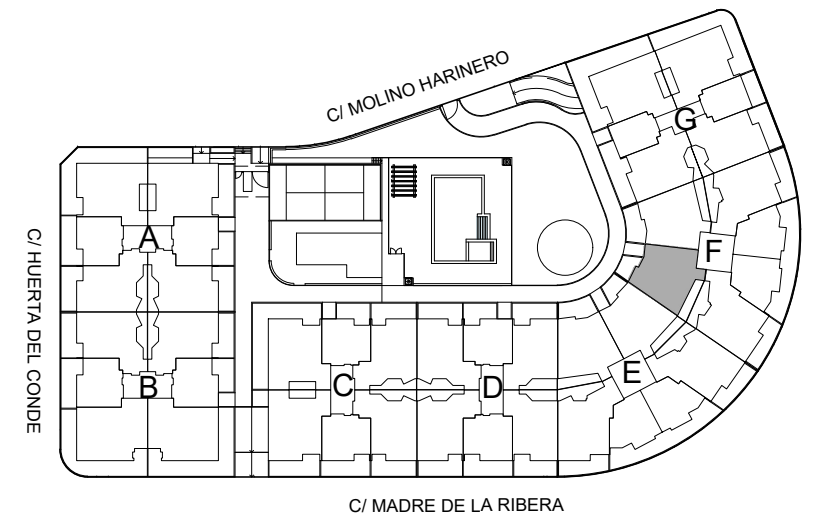 C/ MOLINO HARINERO
G
A
C/ HUERTA DEL CONDE
F
B
C
D
E
C/ MADRE DE LA RIBERA